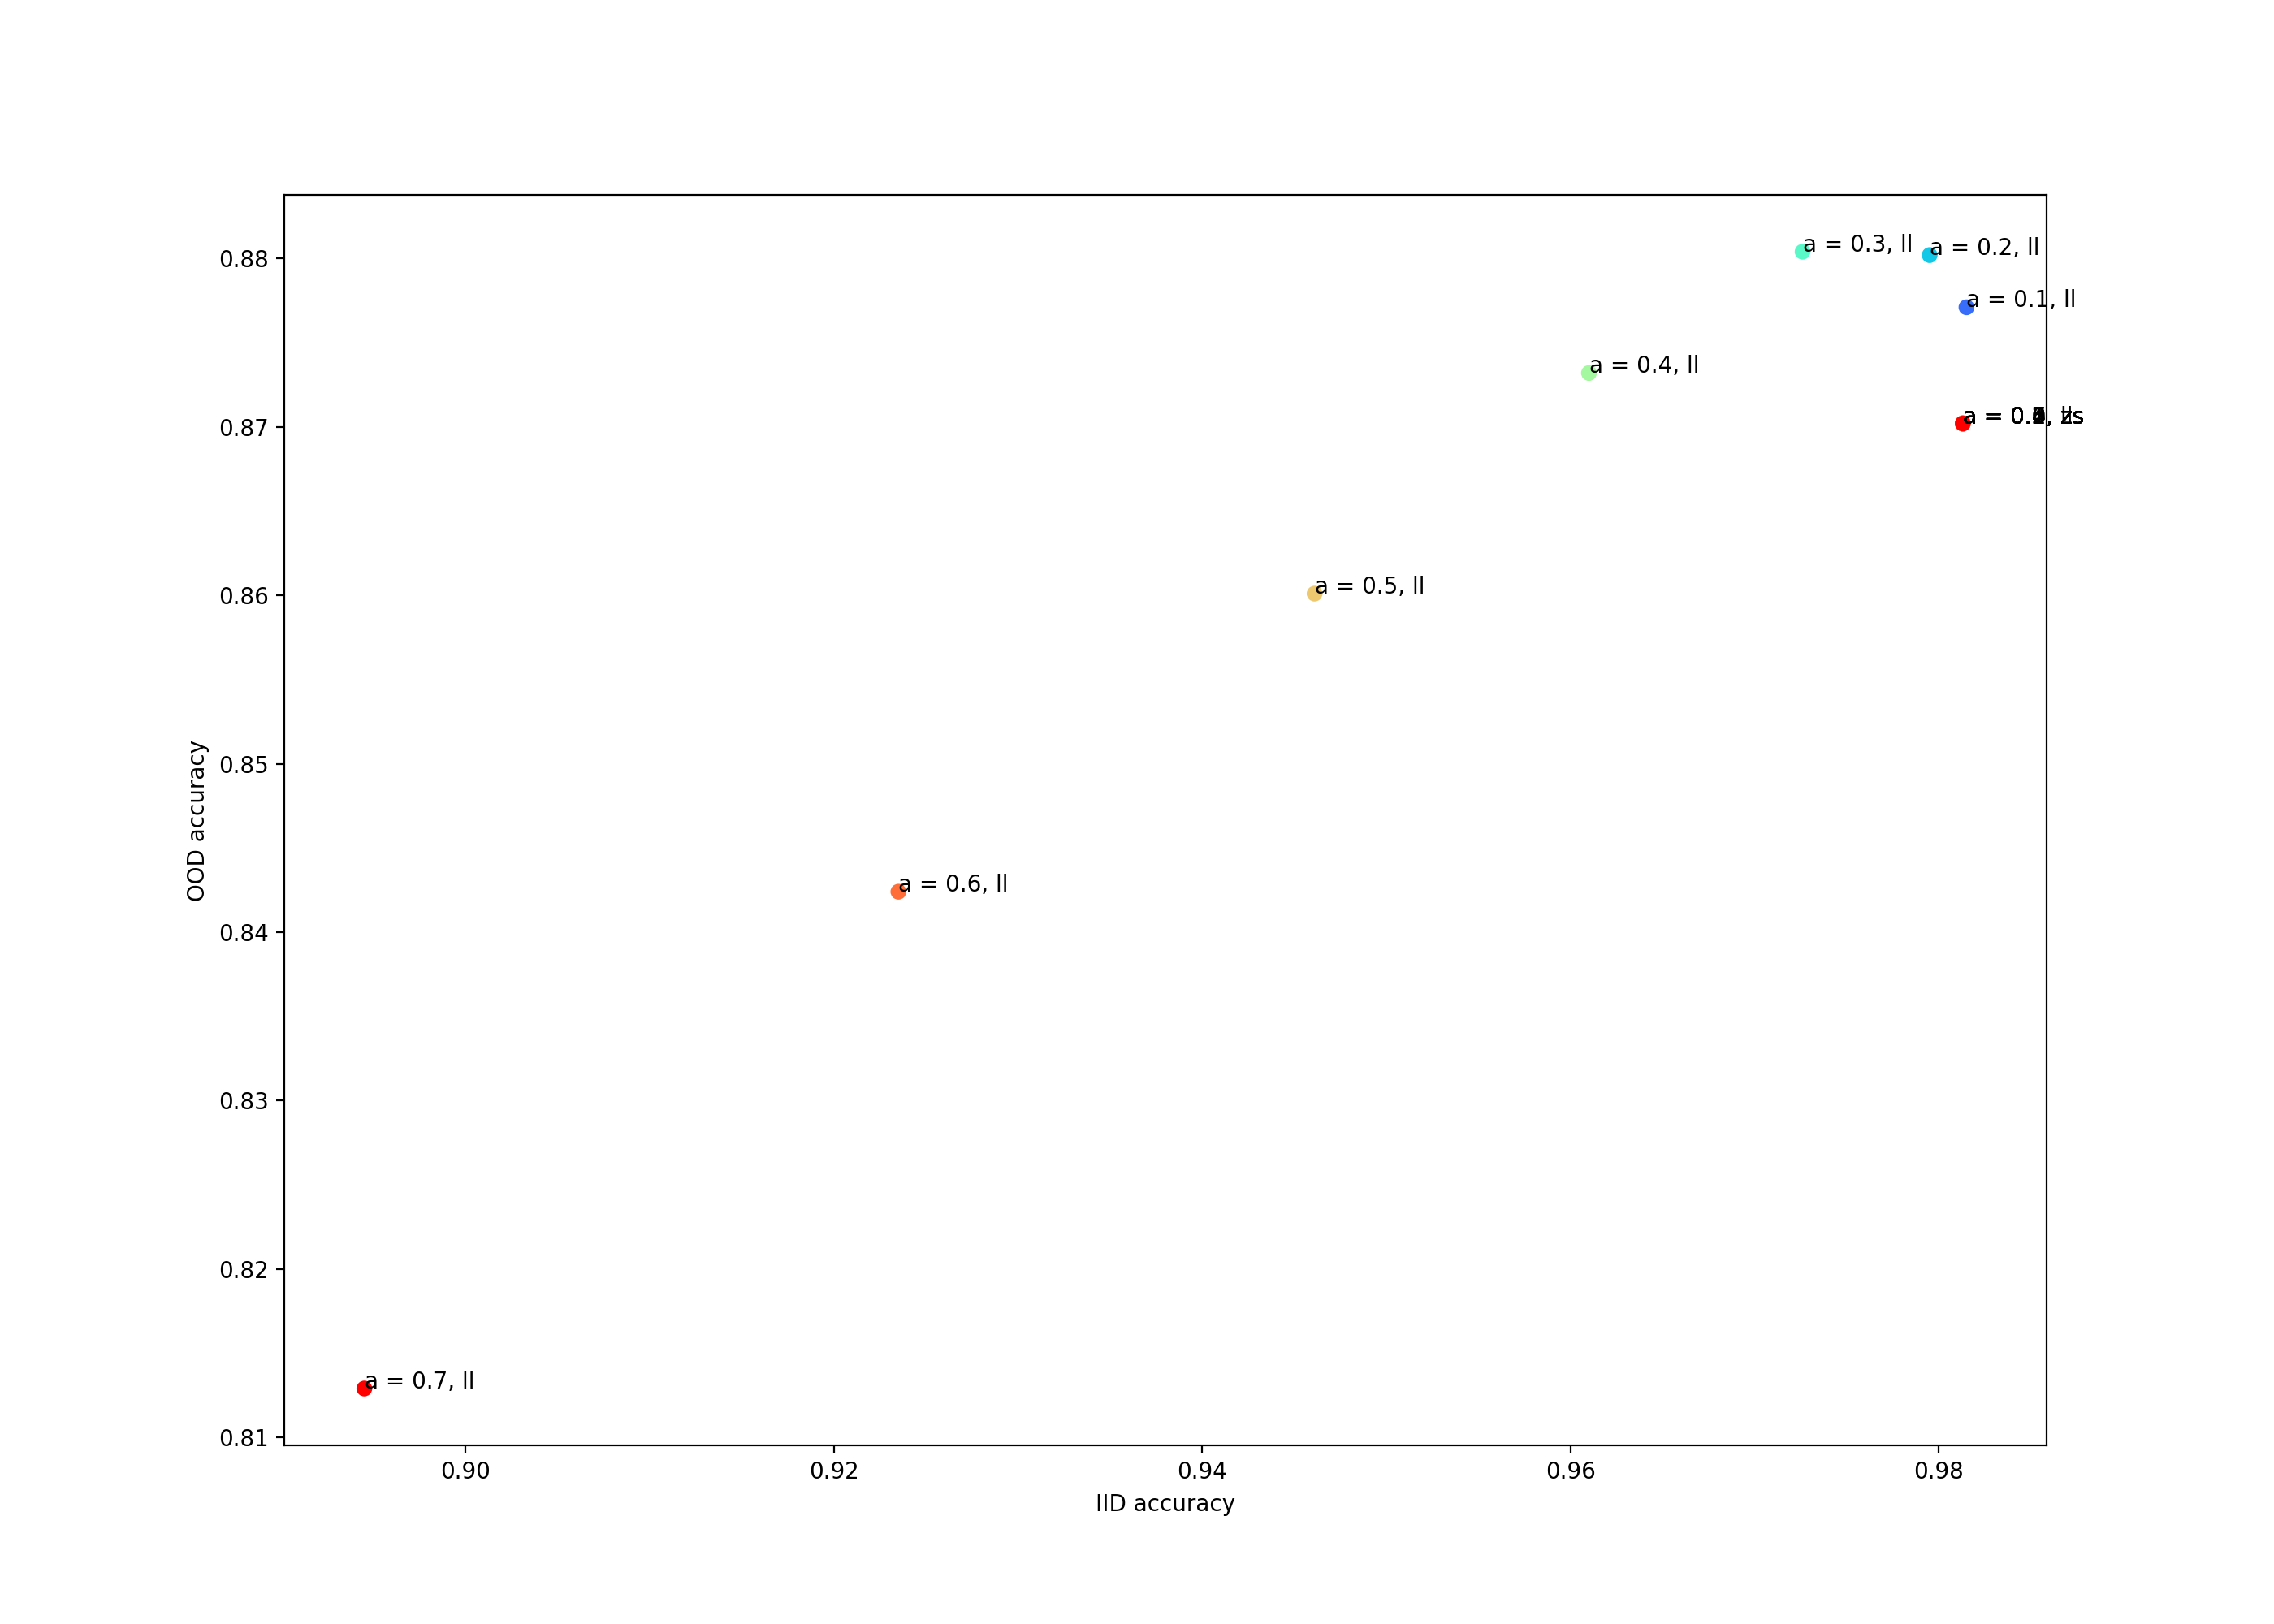 0.88
0.87
0.86
0.85
0.84
0.83
0.82
0.81
OOD accuracy
a = 0.3, ll
a = 0.2, ll
a = 0.1, ll
a = 0.4, ll
a = 0.5, ll
a = 0.6, ll
a = 0.7, ll
0.90
0.92
0.94
0.96
0.98
IID accuracy